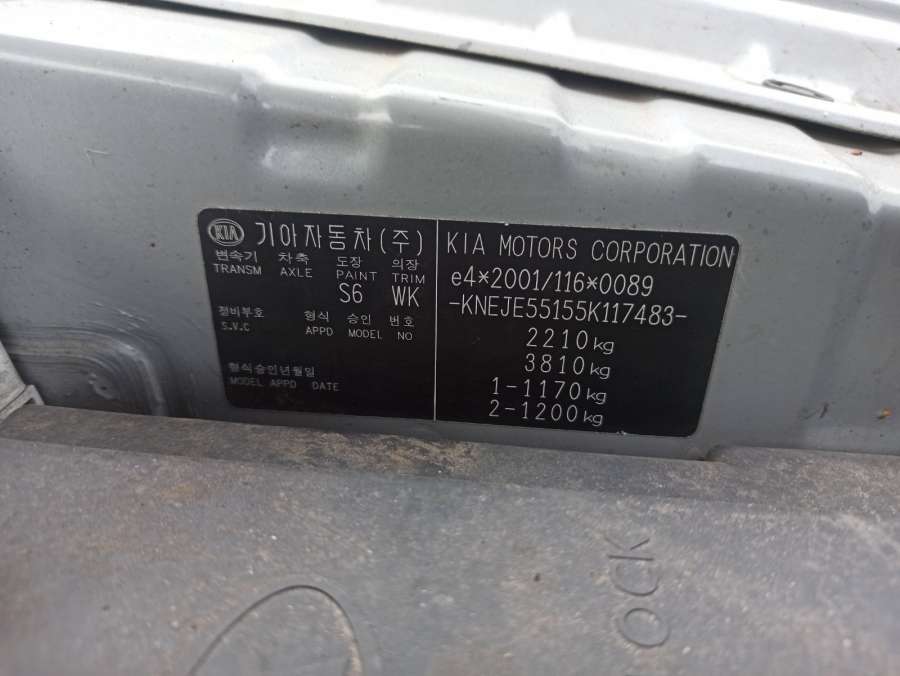 KIA 기아자동차(주)
변속기 차축 도장 의장
TRANSM AXLE PAINT TRIM
S6 WK
정비부호 형식 승인 번호
S.V.C APPD MODEL NO
형식승인년월일
MODEL APPD DATE
KIA MOTORS CORPORATION
e4*2001/116*0089
-KNEJE55155K117483-
2210kg
3810kg
1-1170kg
2-1200kg
OCK